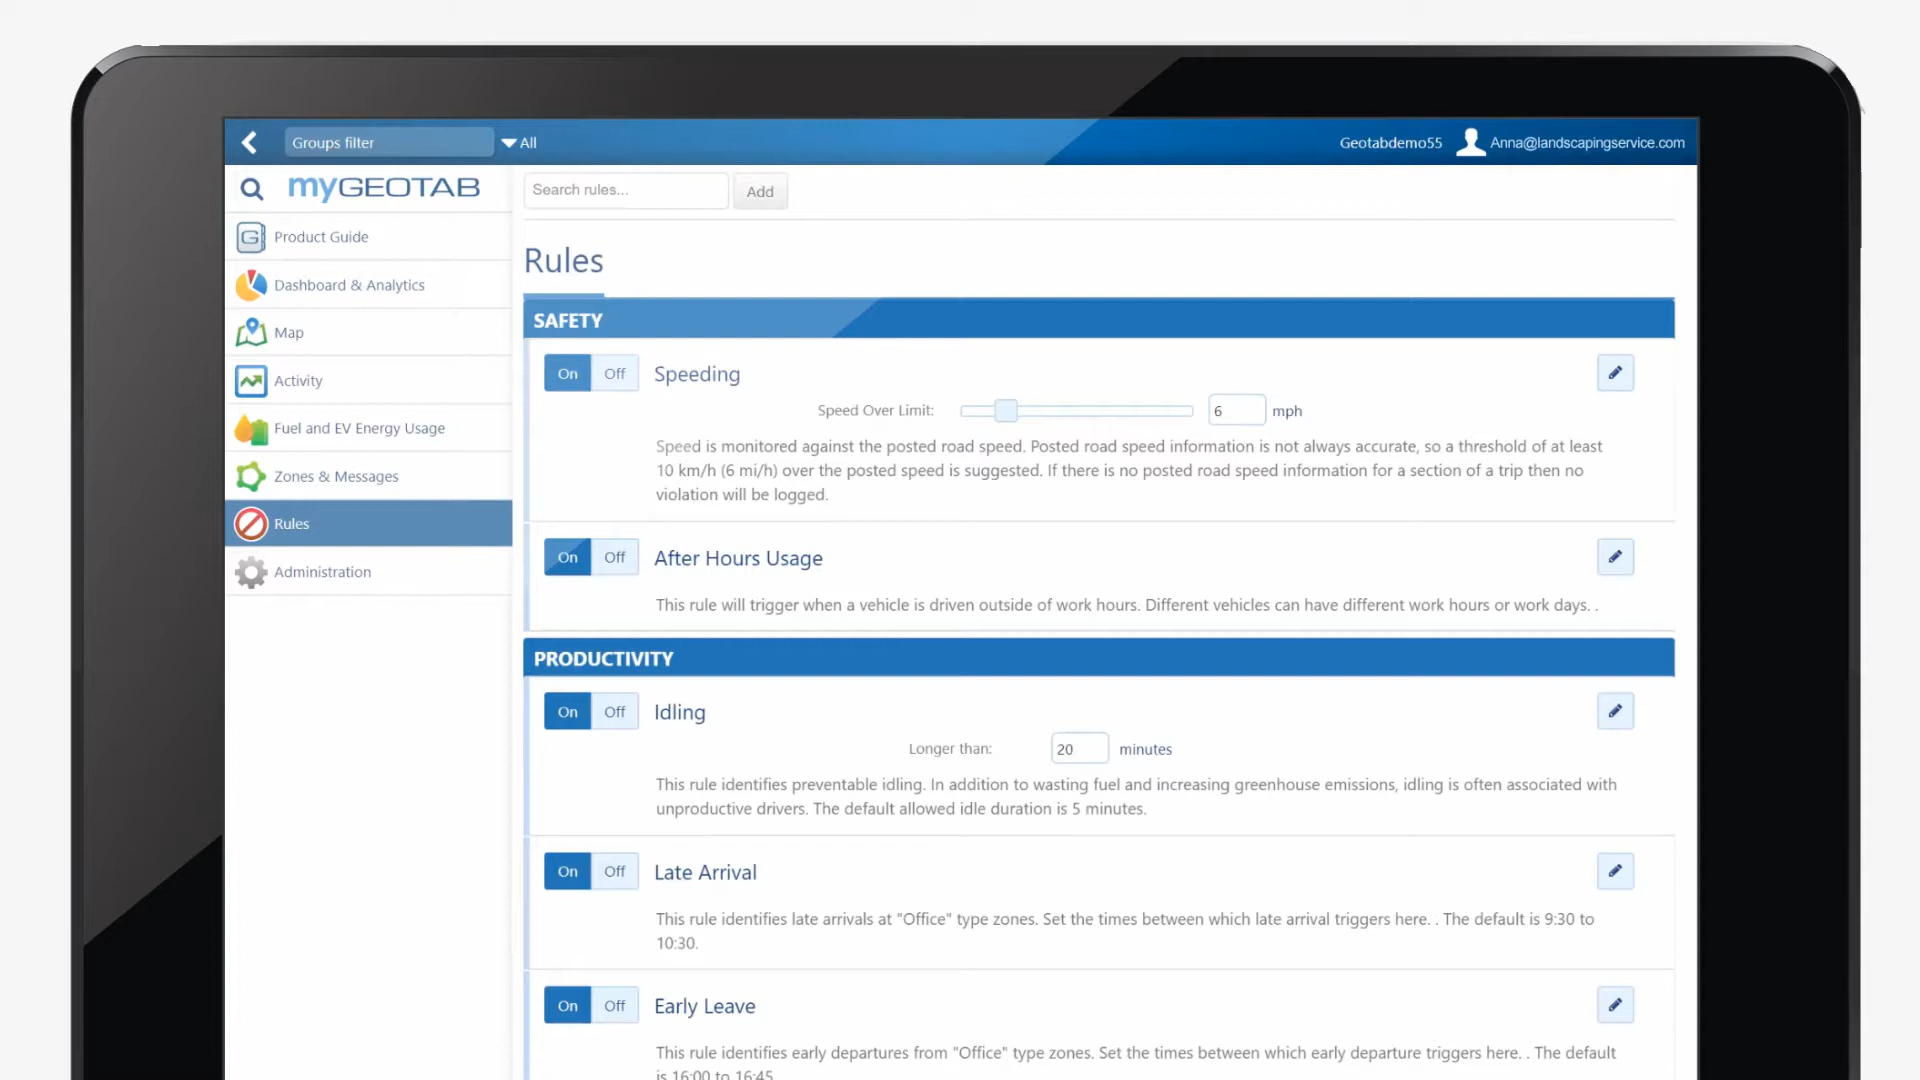 Groups filter
All
Geotabdemo55
Anna@landscapingservice.com
myGEOTAB
Search rules...
Add
Product Guide
Dashboard & Analytics
Map
Activity
Fuel and EV Energy Usage
Zones & Messages
Rules
Administration
Rules
SAFETY
On Off Speeding
Speed Over Limit: 6 mph
Speed is monitored against the posted road speed. Posted road speed information is not always accurate, so a threshold of at least
10 km/h (6 mi/h) over the posted speed is suggested. If there is no posted road speed information for a section of a trip then no
violation will be logged.
On Off After Hours Usage
This rule will trigger when a vehicle is driven outside of work hours. Different vehicles can have different work hours or work days. .
PRODUCTIVITY
On Off Idling
Longer than: 20 minutes
This rule identifies preventable idling. In addition to wasting fuel and increasing greenhouse emissions, idling is often associated with
unproductive drivers. The default allowed idle duration is 5 minutes.
On Off Late Arrival
This rule identifies late arrivals at "Office" type zones. Set the times between which late arrival triggers here. . The default is 9:30 to
10:30.
On Off Early Leave
This rule identifies early departures from "Office" type zones. Set the times between which early departure triggers here. . The default
is 16:00 to 16:45